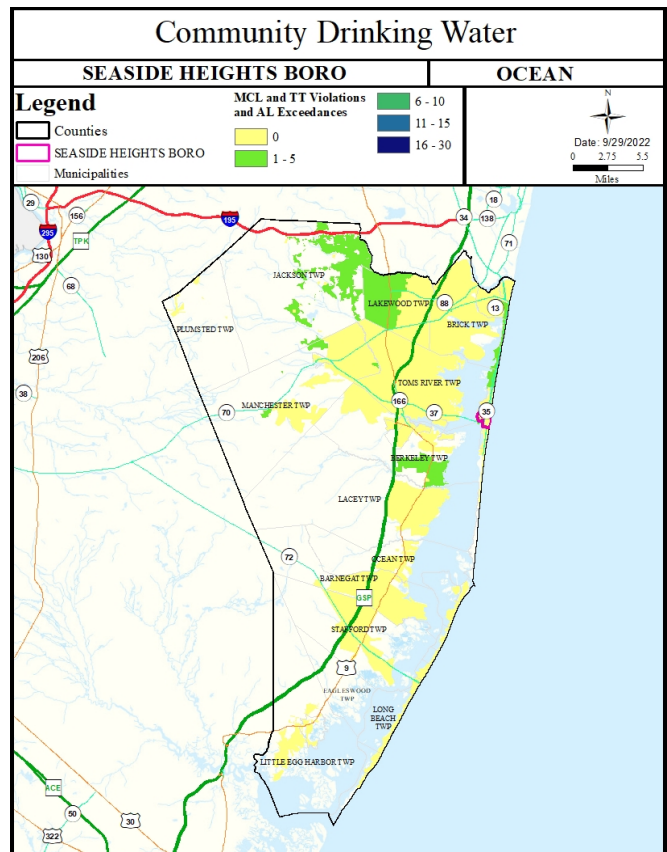 Community Drinking Water
SEASIDE HEIGHTS BORO
OCEAN
Legend
Counties
SEASIDE HEIGHTS BORO
Municipalities
MCL and TT Violations
and AL Exceedances
0
1 - 5
6 - 10
11 - 15
16 - 30
N
Date: 9/29/2022
0 2.75 5.5
Miles
29
156
295
TPK
130
195
34
18
138
71
68
JACKSON TWP
LAKEWOOD TWP
88
13
PLUMSTED TWP
BRICK TWP
206
38
TOMS RIVER TWP
70
MANCHESTER TWP
166
37
35
BERKELEY TWP
LACEY TWP
72
OCEAN TWP
BARNEGAT TWP
GSP
STAFFORD TWP
9
EAGLESWOOD
TWP
LONG
BEACH
TWP
LITTLE EGG HARBOR TWP
ACE
50
30
322